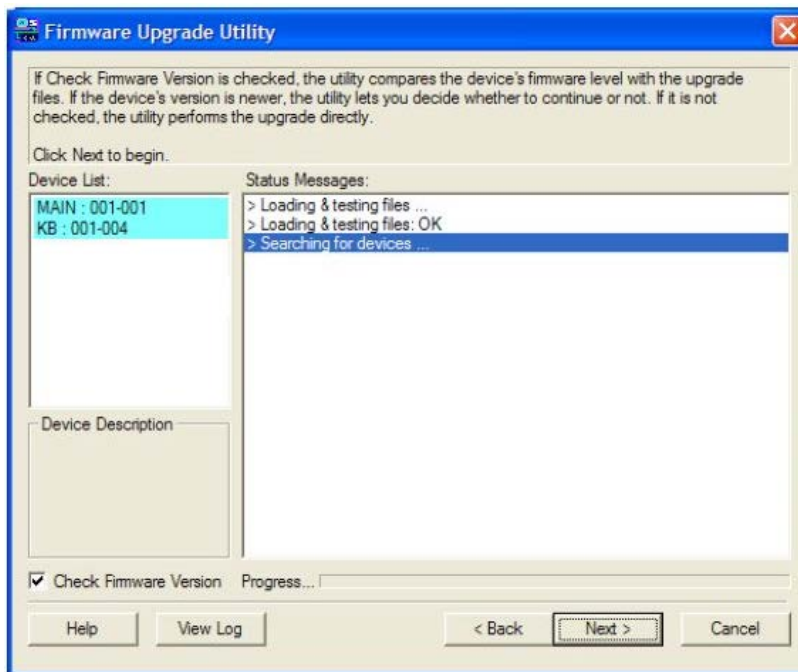 Firmware Upgrade Utility
If Check Firmware Version is checked, the utility compares the device's firmware level with the upgrade
files. If the device's version is newer, the utility lets you decide whether to continue or not. If it is not
checked, the utility performs the upgrade directly.
Click Next to begin.
Device List:
MAIN : 001-001
KB : 001-004
Status Messages:
> Loading & testing files ...
> Loading & testing files: OK
> Searching for devices ...
Device Description
Check Firmware Version
Progress...
Help
View Log
< Back
Next >
Cancel